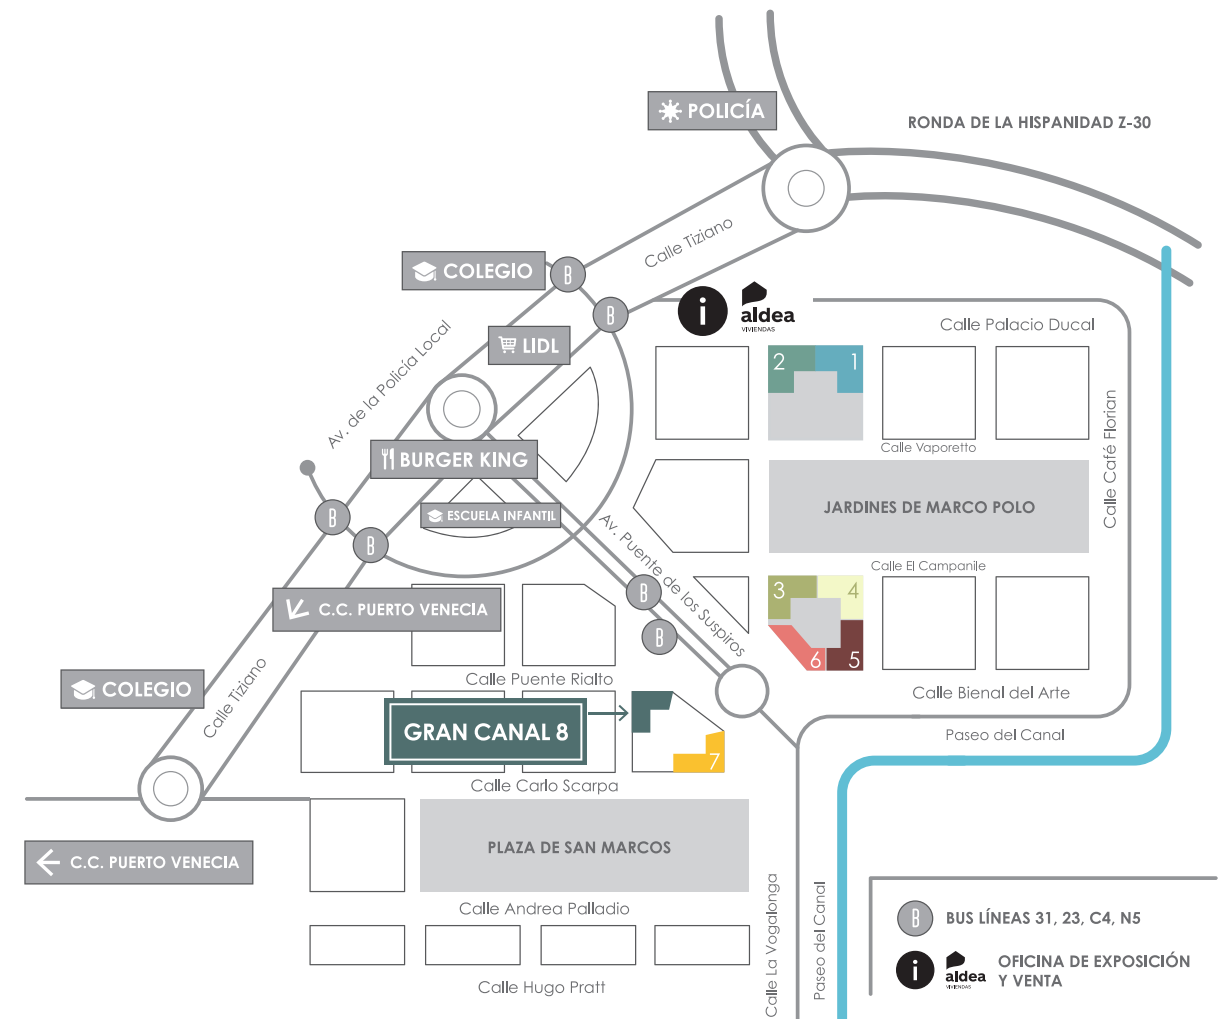 POLICÍA
RONDA DE LA HISPANIDAD Z-30
Calle Tiziano
COLEGIO
B
B
i
aldea
VIVIENDAS
Calle Palacio Ducal
Av. de la Policía Local
LIDL
2
1
Calle Café Florian
BURGER KING
Calle Vaporetto
ESCUELA INFANTIL
JARDINES DE MARCO POLO
B
B
Av. Puente de los Suspiros
Calle El Campanile
C.C. PUERTO VENECIA
B
B
3
4
6
5
COLEGIO
Calle Tiziano
Calle Puente Rialto
Calle Bienal del Arte
GRAN CANAL 8
7
Paseo del Canal
Calle Carlo Scarpa
C.C. PUERTO VENECIA
PLAZA DE SAN MARCOS
Calle Andrea Palladio
Calle La Vogalonga
Paseo del Canal
Calle Hugo Pratt
B
BUS LÍNEAS 31, 23, C4, N5
i
aldea
VIVIENDAS
OFICINA DE EXPOSICIÓN
Y VENTA